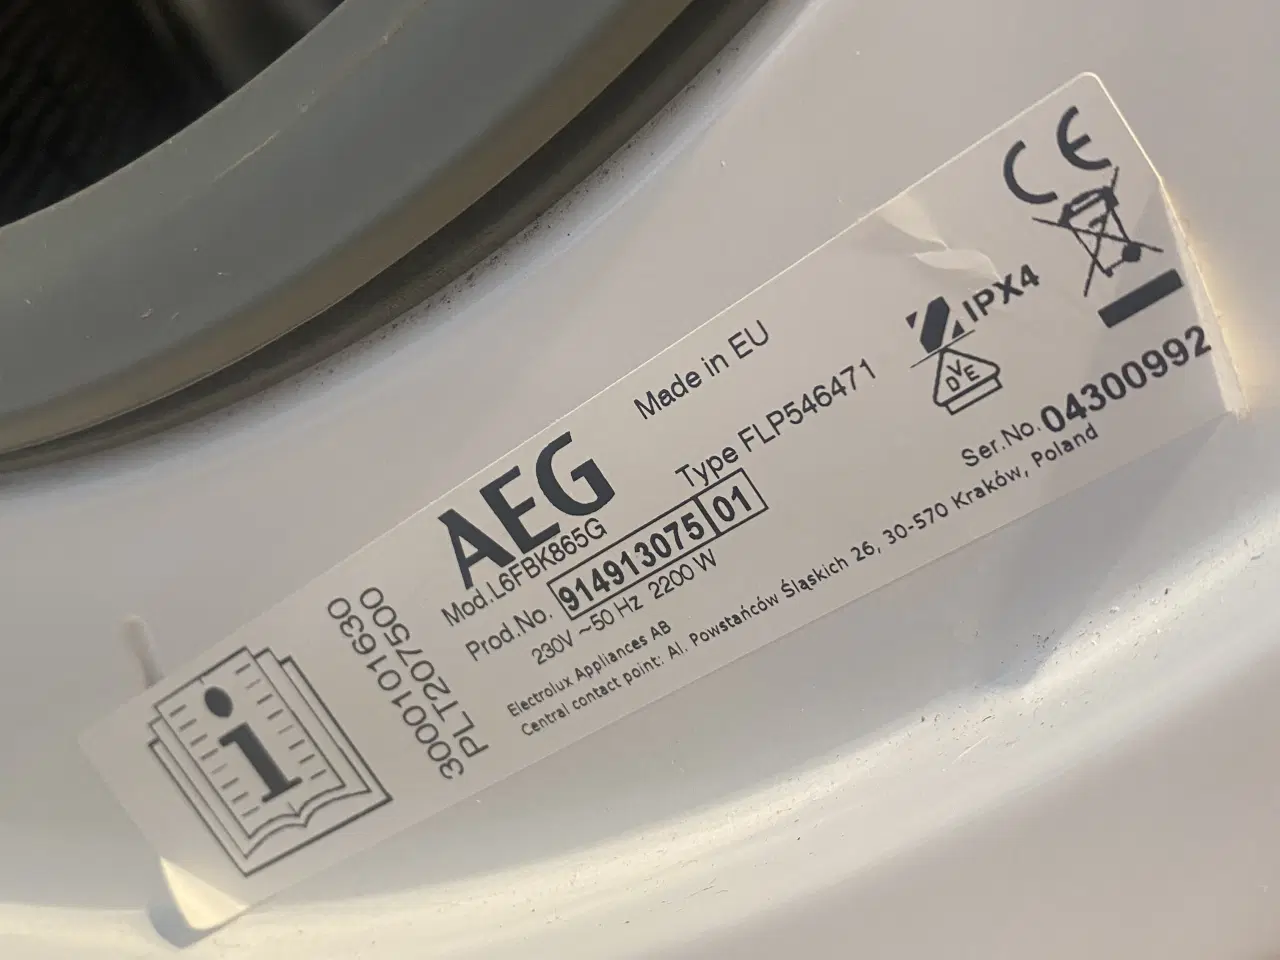 CE
Made in EU
IPX4
AEG
Type FLP546471
VDE
Mod.L6FBK865G
Prod.No. 914913075 01
Ser.No. 04300992
230V ~50 Hz 2200 W
Electrolux Appliances AB
Central contact point: Al. Powstańców Śląskich 26, 30-570 Kraków, Poland
3000101630
PLT207500
i